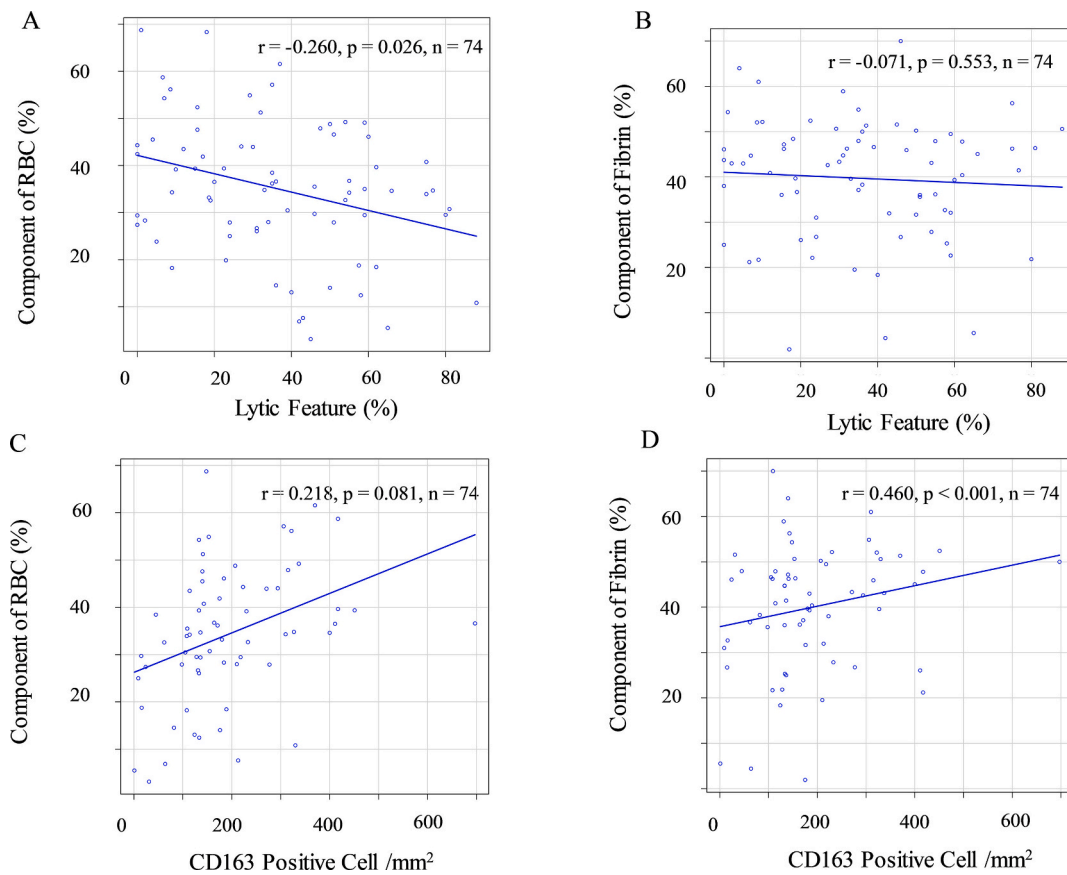 A
r = -0.260, p = 0.026, n = 74
Component of RBC (%)
60
40
20
0 20 40 60 80
Lytic Feature (%)
B
r = -0.071, p = 0.553, n = 74
Component of Fibrin (%)
60
40
20
0 20 40 60 80
Lytic Feature (%)
C
r = 0.218, p = 0.081, n = 74
Component of RBC (%)
60
40
20
0 200 400 600
CD163 Positive Cell /mm²
D
r = 0.460, p < 0.001, n = 74
Component of Fibrin (%)
60
40
20
0 200 400 600
CD163 Positive Cell /mm²